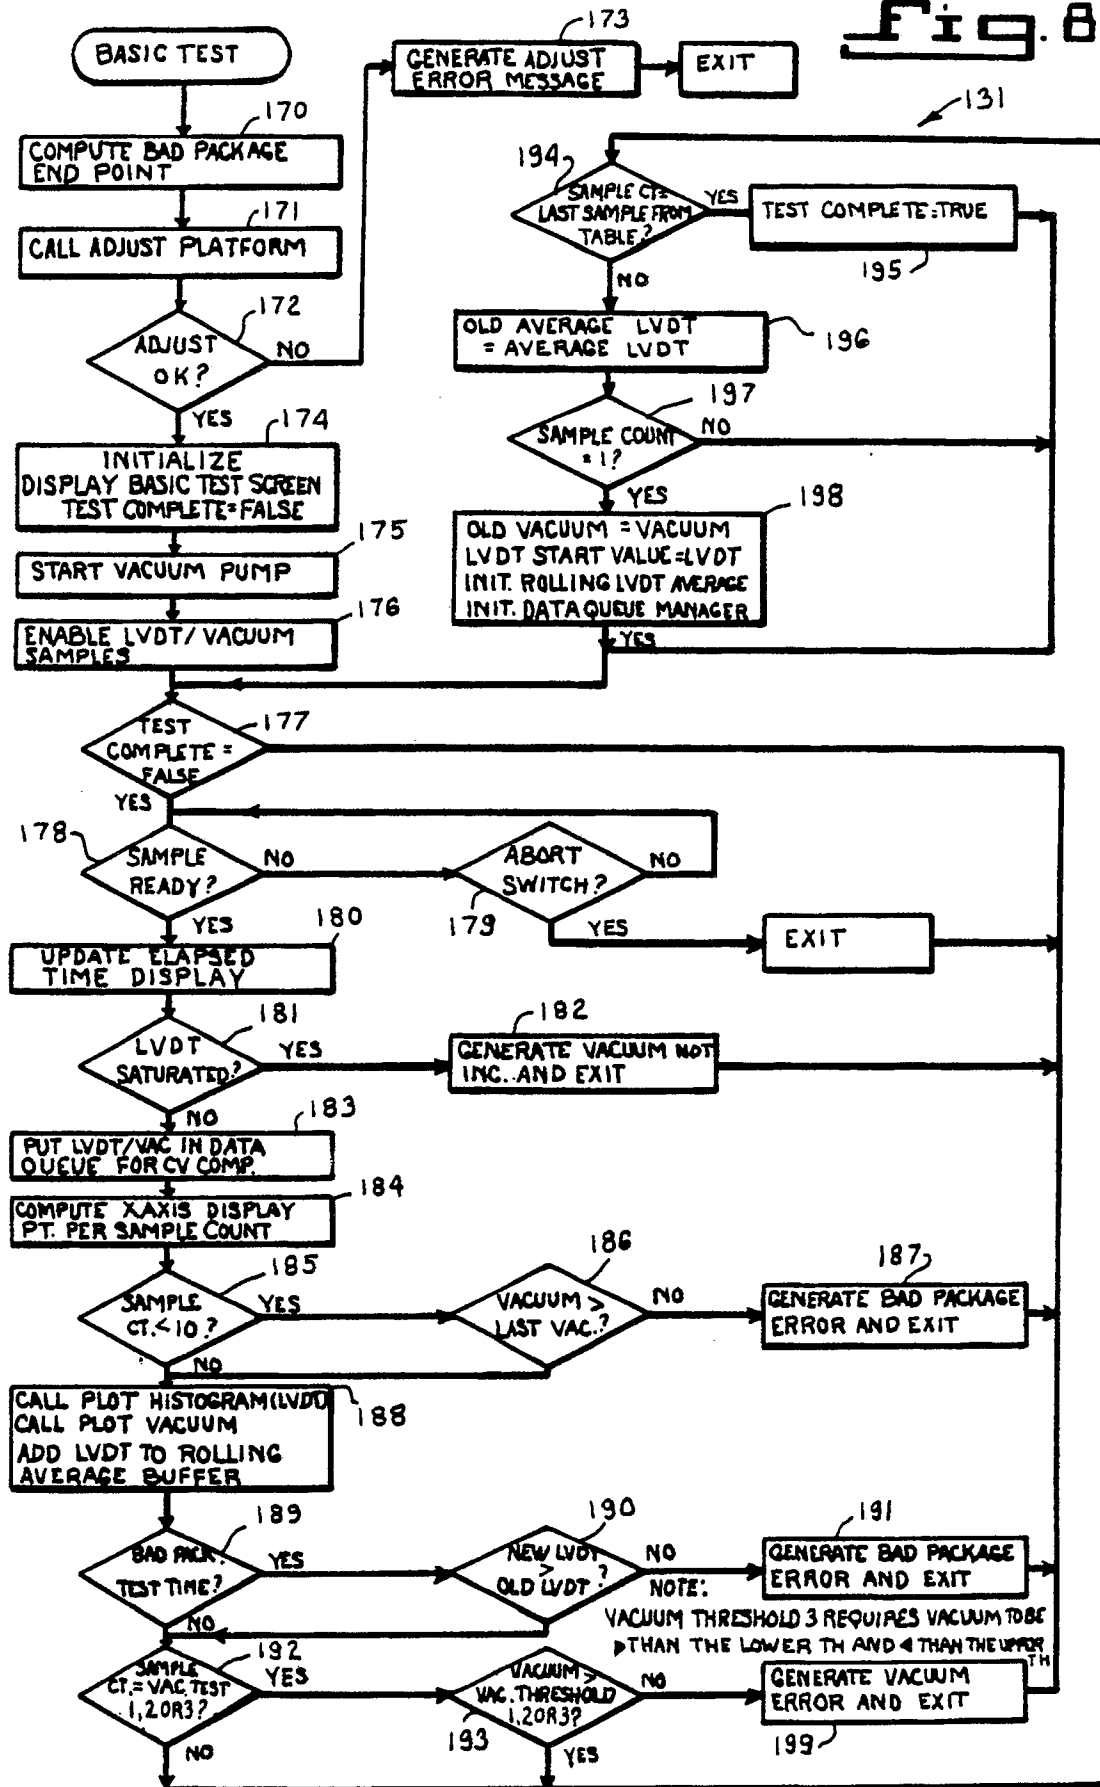 Fig. 8
BASIC TEST
173
GENERATE ADJUST
ERROR MESSAGE
EXIT
131
170
COMPUTE BAD PACKAGE
END POINT
171
CALL ADJUST PLATFORM
172
ADJUST
OK?
NO
YES
174
INITIALIZE
DISPLAY BASIC TEST SCREEN
TEST COMPLETE=FALSE
175
START VACUUM PUMP
176
ENABLE LVDT/VACUUM
SAMPLES
194
SAMPLE CT=
LAST SAMPLE FROM
TABLE?
YES
TEST COMPLETE=TRUE
195
NO
OLD AVERAGE LVDT
= AVERAGE LVDT
196
197
SAMPLE COUNT
=1?
NO
YES
198
OLD VACUUM = VACUUM
LVDT START VALUE=LVDT
INIT. ROLLING LVDT AVERAGE
INIT. DATA QUEUE MANAGER
YES
177
TEST
COMPLETE =
FALSE
YES
178
SAMPLE
READY?
NO
ABORT
SWITCH?
NO
179
YES
EXIT
YES
180
UPDATE ELAPSED
TIME DISPLAY
181
LVDT
SATURATED?
YES
182
GENERATE VACUUM NOT
INC. AND EXIT
NO
183
PUT LVDT/VAC IN DATA
QUEUE FOR CV COMP.
184
COMPUTE X AXIS DISPLAY
PT. PER SAMPLE COUNT
185
SAMPLE
CT.<10?
YES
186
VACUUM >
LAST VAC.?
NO
187
GENERATE BAD PACKAGE
ERROR AND EXIT
NO
188
CALL PLOT HISTOGRAM(LVDT)
CALL PLOT VACUUM
ADD LVDT TO ROLLING
AVERAGE BUFFER
189
BAD PACK.
TEST TIME?
YES
190
NEW LVDT
>
OLD LVDT?
NO
191
GENERATE BAD PACKAGE
ERROR AND EXIT
NOTE:
VACUUM THRESHOLD 3 REQUIRES VACUUM TO BE
> THAN THE LOWER TH AND < THAN THE UPPER
TH
NO
192
SAMPLE
CT.=VAC.TEST
1,2OR3?
YES
VACUUM >
VAC. THRESHOLD
1,2OR3?
193
NO
GENERATE VACUUM
ERROR AND EXIT
199
NO
YES